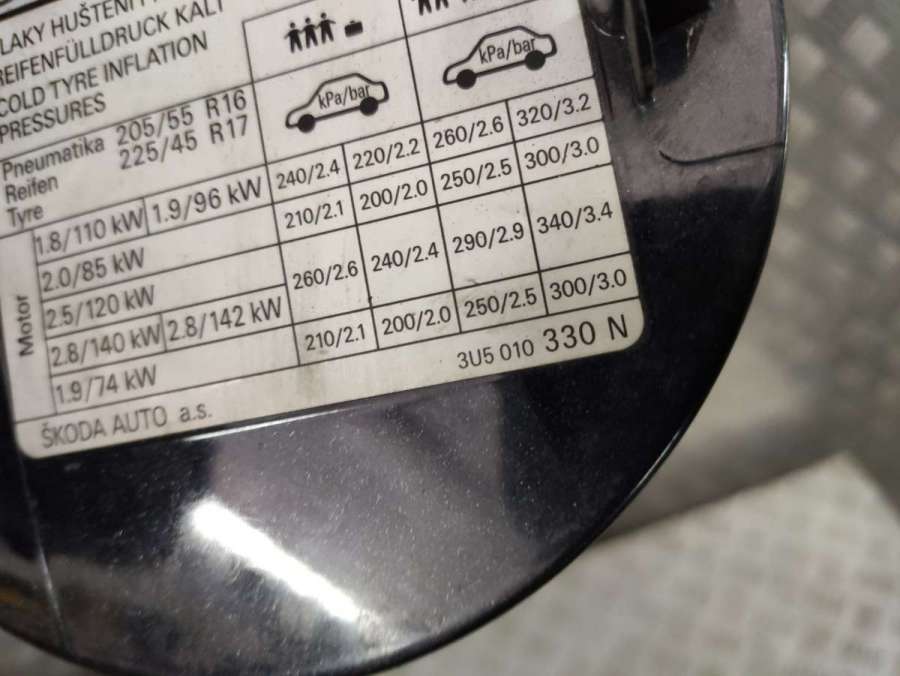 LAKY HUŠTENÍ
REIFENFÜLLDRUCK KALT
COLD TYRE INFLATION
PRESSURES
kPa/bar kPa/bar
Pneumatika 205/55 R16
Reifen 225/45 R17
Tyre
1.8/110 kW 1.9/96 kW 240/2.4 220/2.2 260/2.6 320/3.2
2.0/85 kW 210/2.1 200/2.0 250/2.5 300/3.0
2.5/120 kW 260/2.6 240/2.4 290/2.9 340/3.4
2.8/140 kW 2.8/142 kW
1.9/74 kW 210/2.1 200/2.0 250/2.5 300/3.0
Motor
ŠKODA AUTO a.s. 3U5 010 330 N